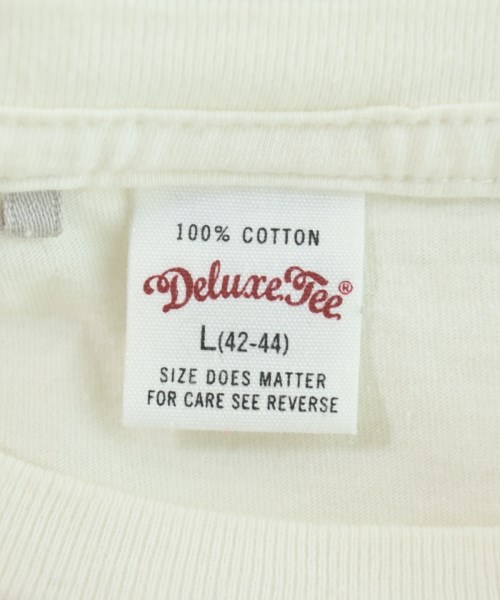 100% COTTON
Deluxe Tee®
L(42-44)
SIZE DOES MATTER
FOR CARE SEE REVERSE